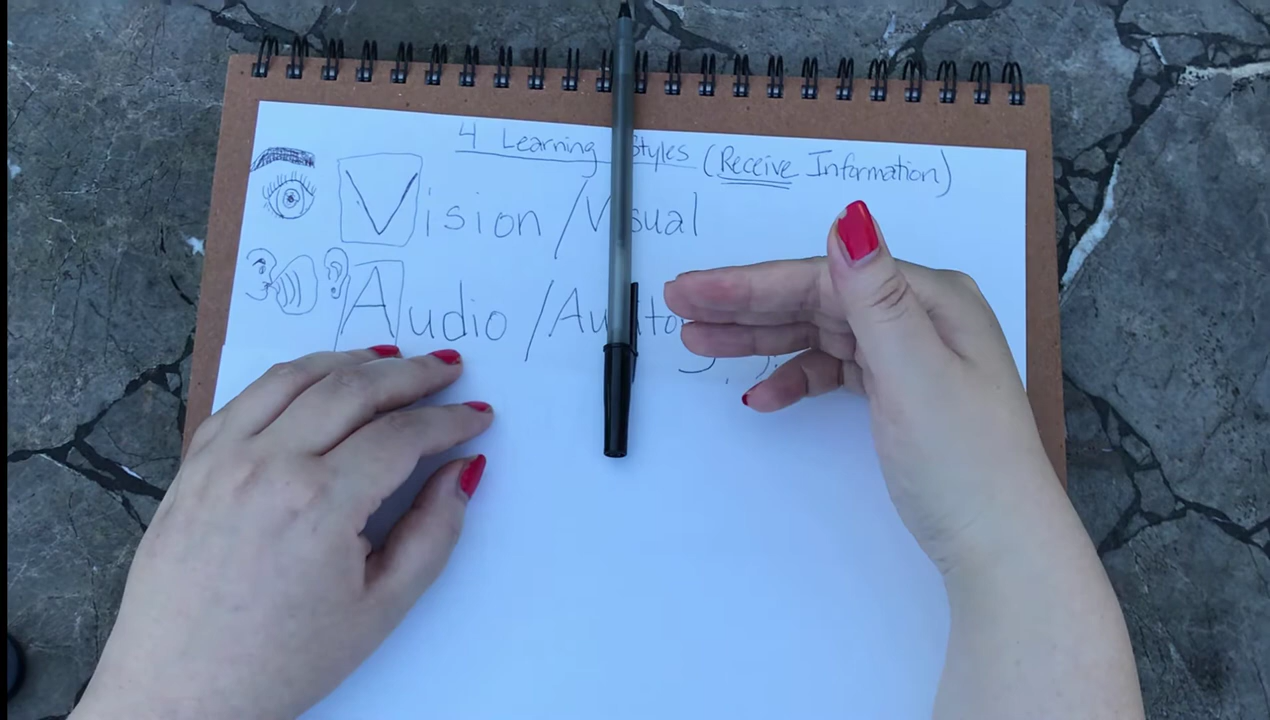 4 Learning Styles (Receive Information)
Vision / Visual
Audio /